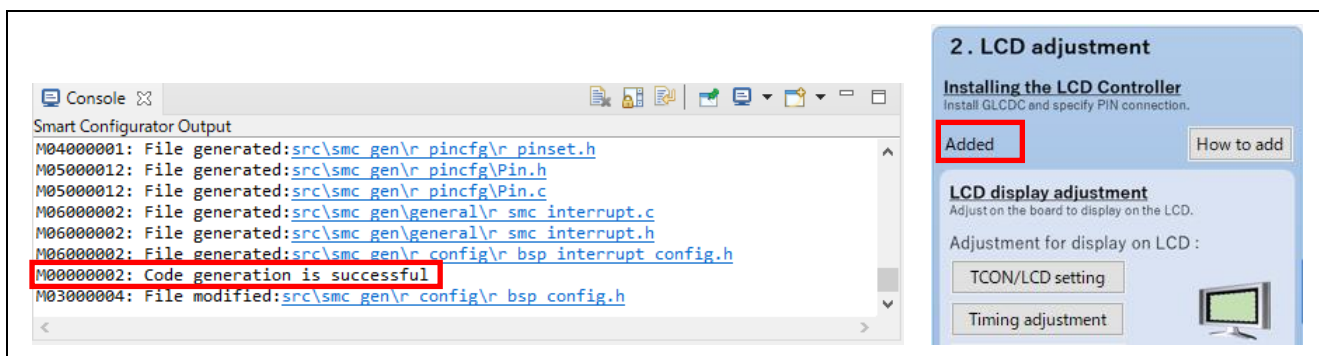 Console
Smart Configurator Output
M04000001: File generated:src\smc_gen\r_pincfg\r_pinset.h
M05000012: File generated:src\smc_gen\r_pincfg\Pin.h
M05000012: File generated:src\smc_gen\r_pincfg\Pin.c
M06000002: File generated:src\smc_gen\general\r_smc_interrupt.c
M06000002: File generated:src\smc_gen\general\r_smc_interrupt.h
M06000002: File generated:src\smc_gen\r_config\r_bsp_interrupt_config.h
M00000002: Code generation is successful
M03000004: File modified:src\smc_gen\r_config\r_bsp_config.h
2. LCD adjustment
Installing the LCD Controller
Install GLCDC and specify PIN connection.
Added
How to add
LCD display adjustment
Adjust on the board to display on the LCD.
Adjustment for display on LCD :
TCON/LCD setting
Timing adjustment